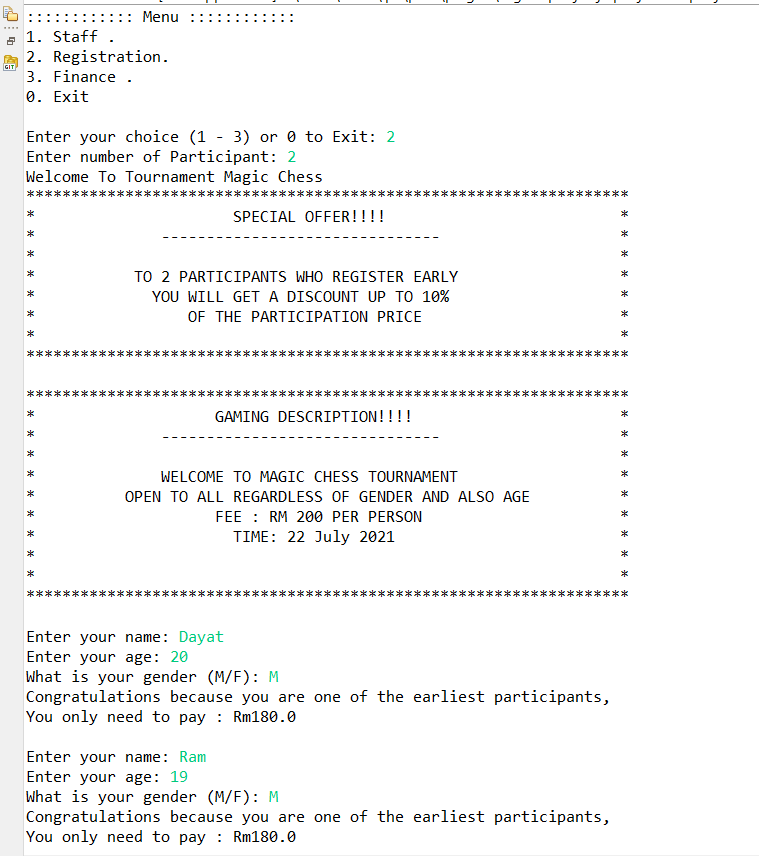 :::::::::::: Menu ::::::::::::
1. Staff .
2. Registration.
3. Finance .
0. Exit
Enter your choice (1 - 3) or 0 to Exit: 2
Enter number of Participant: 2
Welcome To Tournament Magic Chess
*******************************************************************
* SPECIAL OFFER!!!! *
* ------------------------------- *
* *
* TO 2 PARTICIPANTS WHO REGISTER EARLY *
* YOU WILL GET A DISCOUNT UP TO 10% *
* OF THE PARTICIPATION PRICE *
* *
*******************************************************************
*******************************************************************
* GAMING DESCRIPTION!!!! *
* ------------------------------- *
* *
* WELCOME TO MAGIC CHESS TOURNAMENT *
* OPEN TO ALL REGARDLESS OF GENDER AND ALSO AGE *
* FEE : RM 200 PER PERSON *
* TIME: 22 July 2021 *
* *
* *
*******************************************************************
Enter your name: Dayat
Enter your age: 20
What is your gender (M/F): M
Congratulations because you are one of the earliest participants,
You only need to pay : Rm180.0
Enter your name: Ram
Enter your age: 19
What is your gender (M/F): M
Congratulations because you are one of the earliest participants,
You only need to pay : Rm180.0